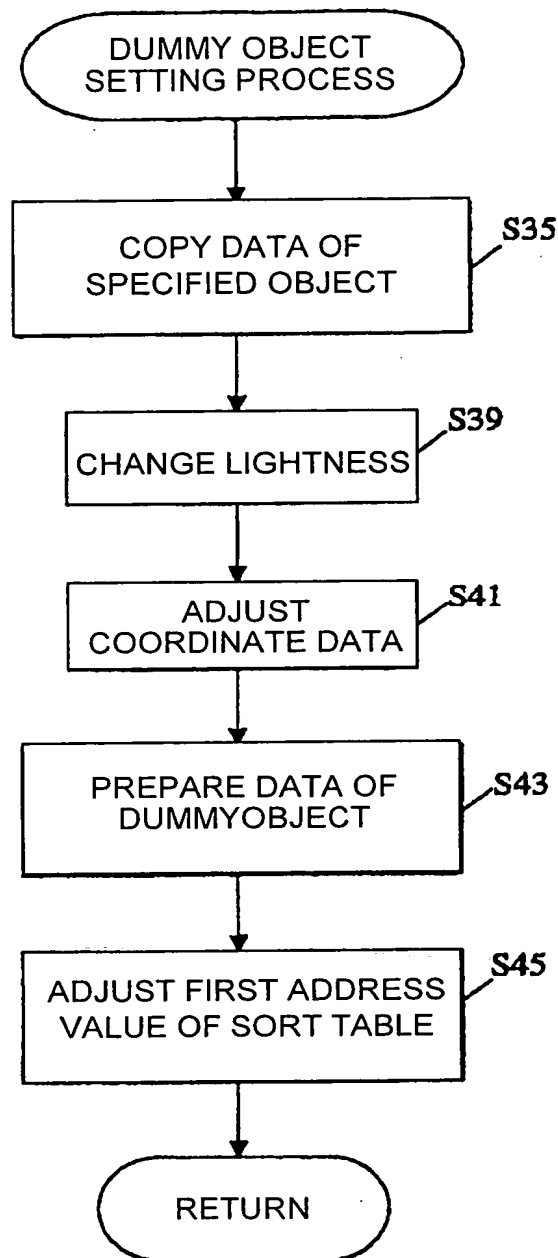 DUMMY OBJECT
SETTING PROCESS
COPY DATA OF
SPECIFIED OBJECT
S35
CHANGE LIGHTNESS
S39
ADJUST
COORDINATE DATA
S41
PREPARE DATA OF
DUMMYOBJECT
S43
ADJUST FIRST ADDRESS
VALUE OF SORT TABLE
S45
RETURN